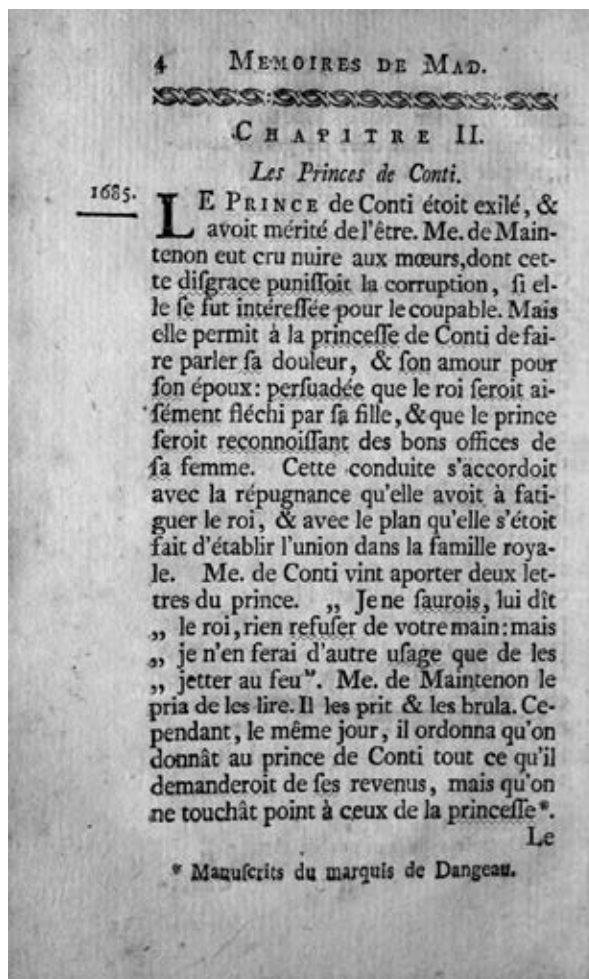 4 MEMOIRES DE MAD.
CHAPITRE II.
Les Princes de Conti.
1685.
LE PRINCE de Conti étoit exilé, &
avoit mérité de l'être. Me. de Main-
tenon eut cru nuire aux mœurs, dont cet-
te diſgrace puniſſoit la corruption, ſi el-
le ſe fut intéreſſée pour le coupable. Mais
elle permit à la princeſſe de Conti de fai-
re parler ſa douleur, & ſon amour pour
ſon époux: perſuadée que le roi ſeroit ai-
ſément fléchi par ſa fille, & que le prince
ſeroit reconnoiſſant des bons offices de
ſa femme. Cette conduite s'accordoit
avec la répugnance qu'elle avoit à fati-
guer le roi, & avec le plan qu'elle s'étoit
fait d'établir l'union dans la famille roya-
le. Me. de Conti vint aporter deux let-
tres du prince. „ Je ne ſaurois, lui dît
„ le roi, rien refuſer de votre main: mais
„ je n'en ferai d'autre uſage que de les
„ jetter au feu". Me. de Maintenon le
pria de les lire. Il les prit & les brula. Ce-
pendant, le même jour, il ordonna qu'on
donnât au prince de Conti tout ce qu'il
demanderoit de ſes revenus, mais qu'on
ne touchât point à ceux de la princeſſe*.
Le
* Manuſcrits du marquis de Dangeau.